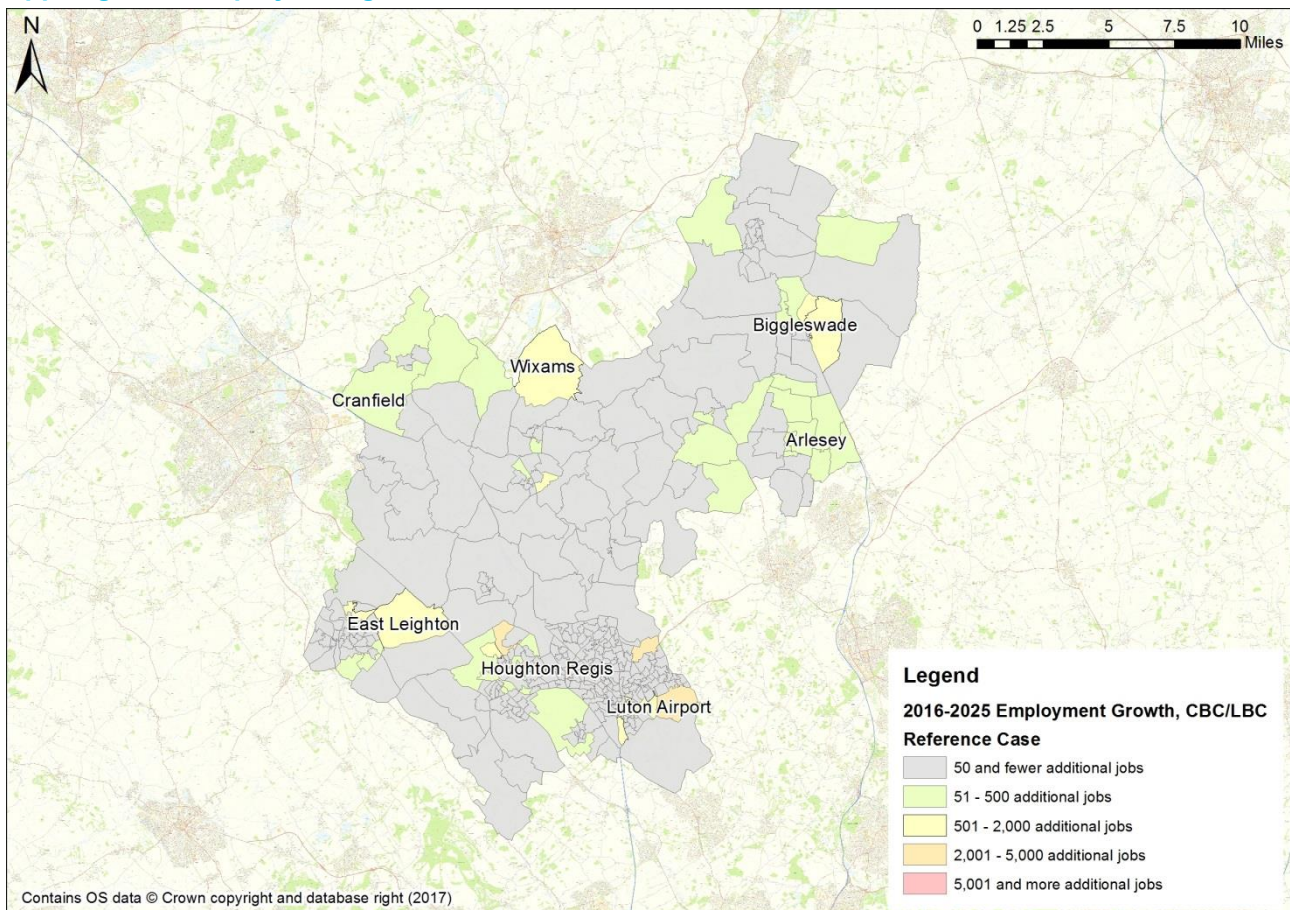 N
0 1.25 2.5 5 7.5 10
Miles
Biggleswade
Wixams
Cranfield
Arlesey
East Leighton
Houghton Regis
Luton Airport
Legend
2016-2025 Employment Growth, CBC/LBC
Reference Case
50 and fewer additional jobs
51 - 500 additional jobs
501 - 2,000 additional jobs
2,001 - 5,000 additional jobs
5,001 and more additional jobs
Contains OS data © Crown copyright and database right (2017)